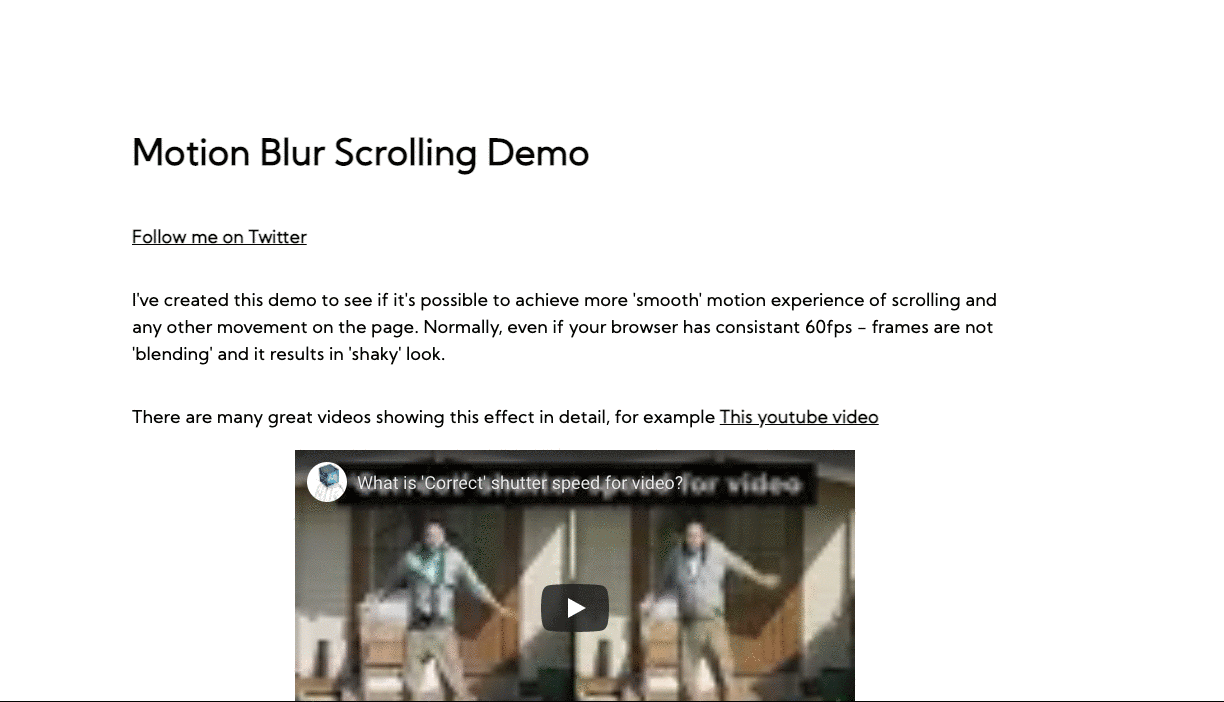 Motion Blur Scrolling Demo
Follow me on Twitter
I've created this demo to see if it's possible to achieve more 'smooth' motion experience of scrolling and
any other movement on the page. Normally, even if your browser has consistant 60fps – frames are not
'blending' and it results in 'shaky' look.
There are many great videos showing this effect in detail, for example This youtube video
What is 'Correct' shutter speed for video?